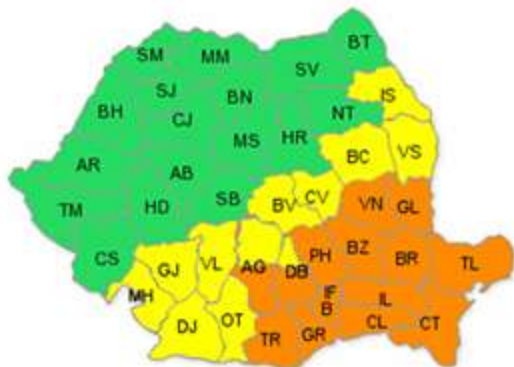 BT
SM
MM
SV
SJ
BN
IS
BH
CJ
NT
MS
HR
BC
VS
AR
AB
SB
TM
HD
BV
CV
VN
GL
CS
GJ
VL
AG
PH
BZ
BR
TL
DB
MH
IF
B
IL
DJ
OT
TR
GR
CL
CT